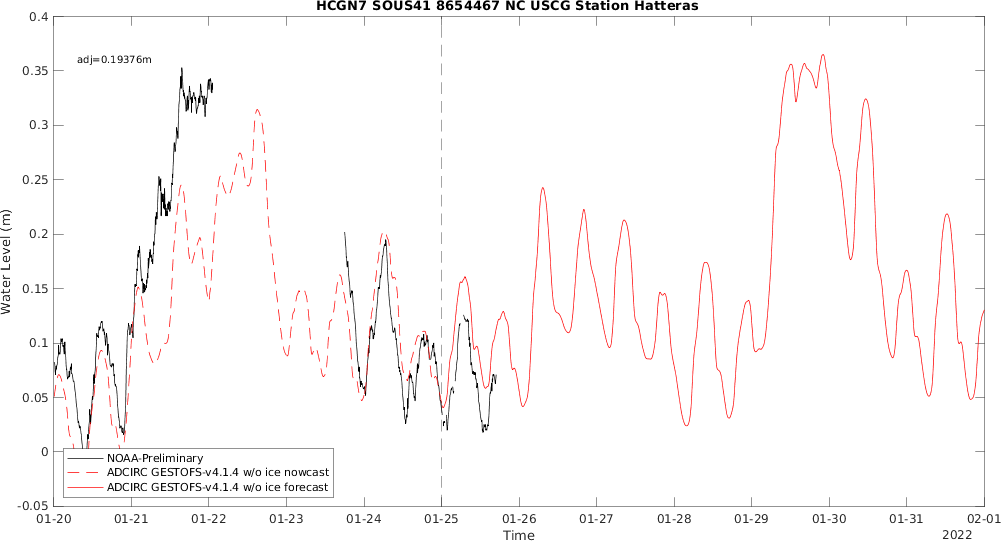 HCGN7 SOUS41 8654467 NC USCG Station Hatteras
adj=0.19376m
Water Level (m)
0.4
0.35
0.3
0.25
0.2
0.15
0.1
0.05
0
-0.05
NOAA-Preliminary
ADCIRC GESTOFS-v4.1.4 w/o ice nowcast
ADCIRC GESTOFS-v4.1.4 w/o ice forecast
01-20 01-21 01-22 01-23 01-24 01-25 01-26 01-27 01-28 01-29 01-30 01-31 02-01
Time
2022